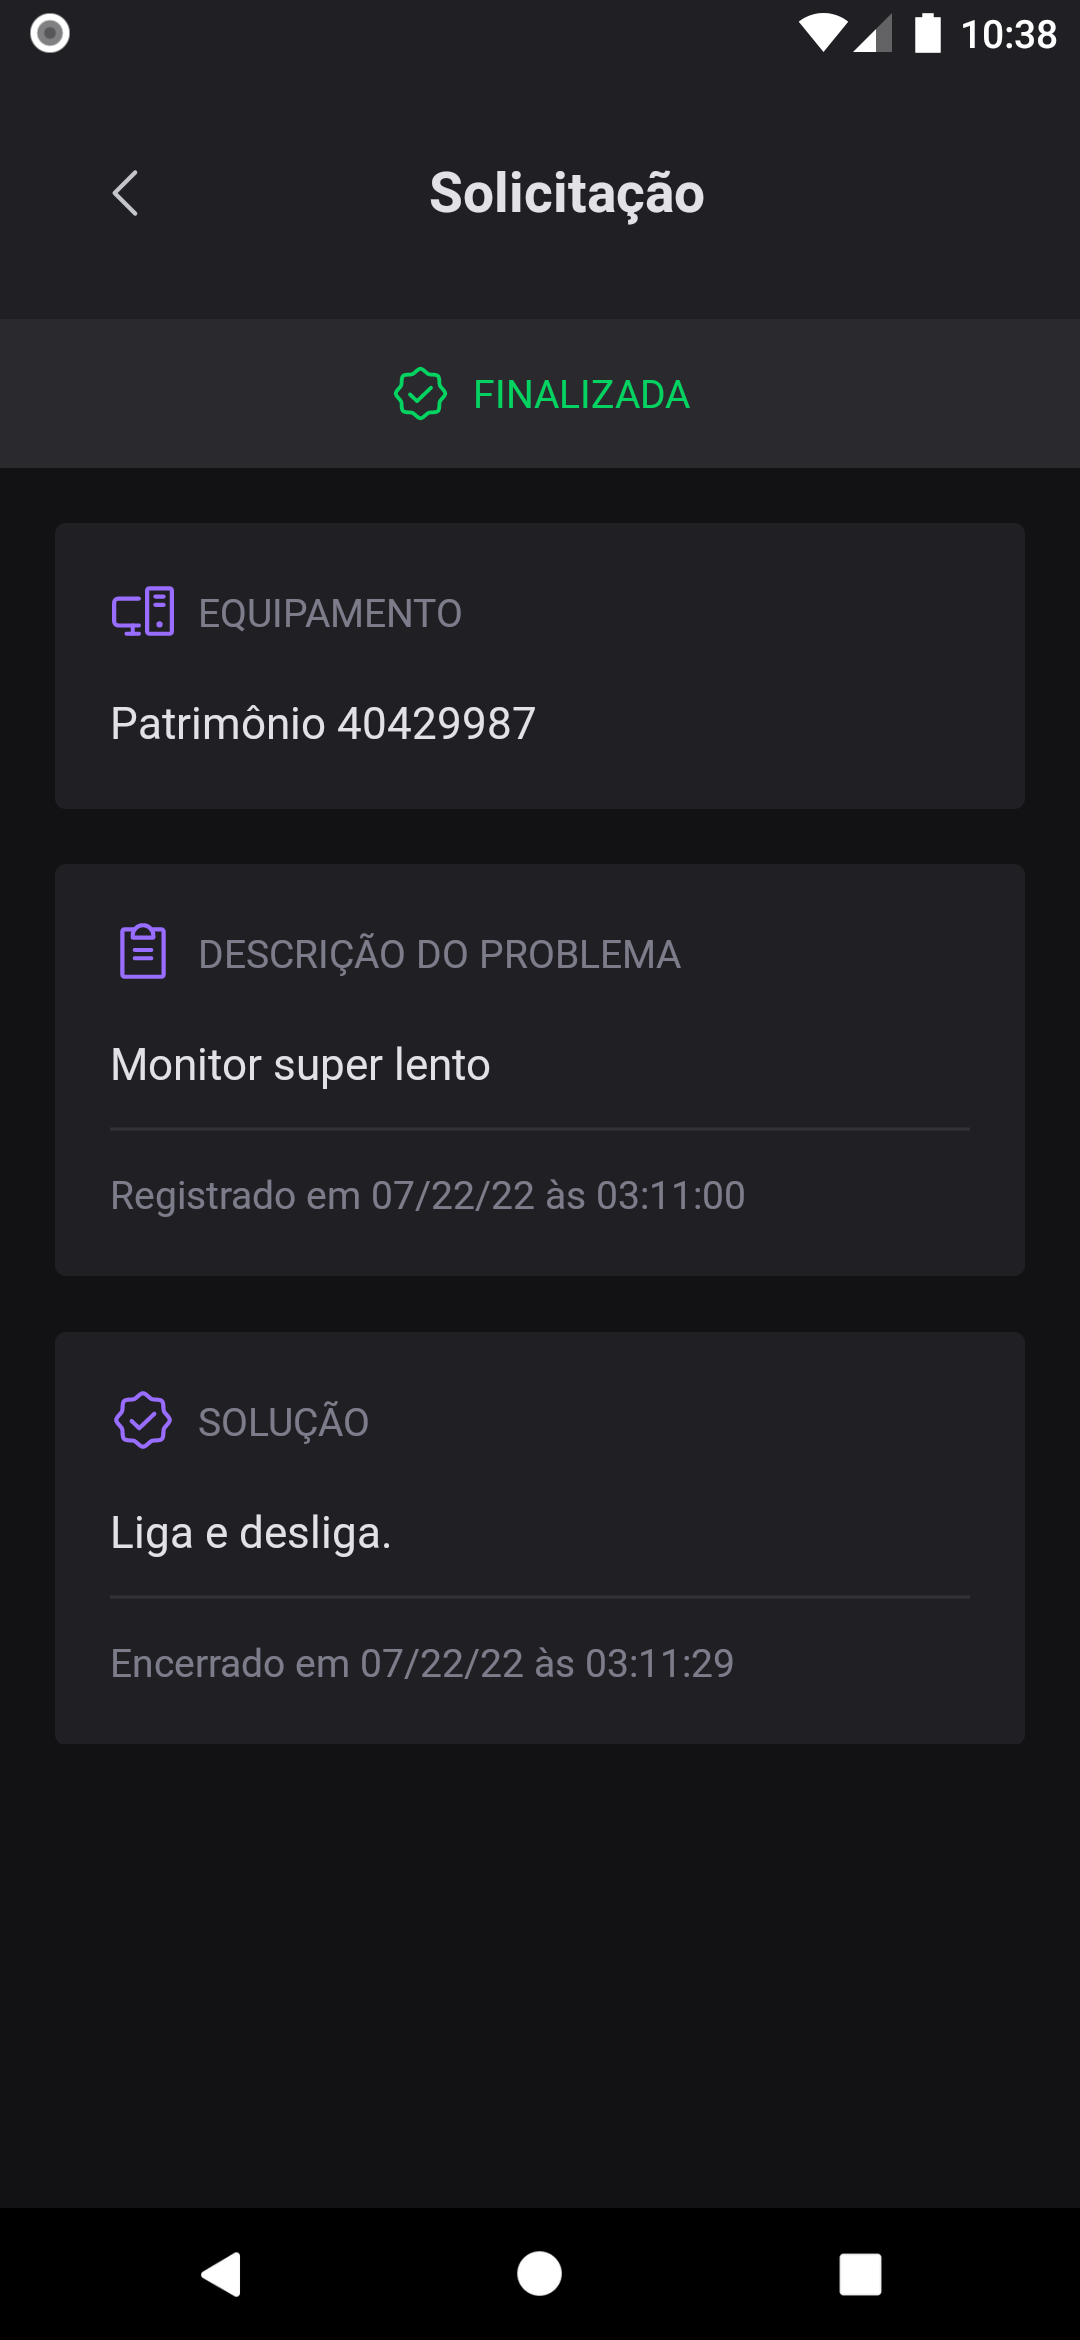 10:38
Solicitação
FINALIZADA
EQUIPAMENTO
Patrimônio 40429987
DESCRIÇÃO DO PROBLEMA
Monitor super lento
Registrado em 07/22/22 às 03:11:00
SOLUÇÃO
Liga e desliga.
Encerrado em 07/22/22 às 03:11:29